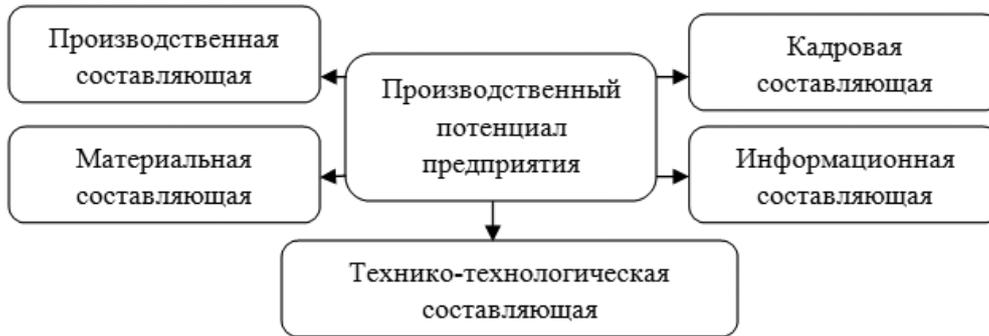 Производственная
составляющая
Производственный
потенциал
предприятия
Кадровая
составляющая
Материальная
составляющая
Информационная
составляющая
Технико-технологическая
составляющая